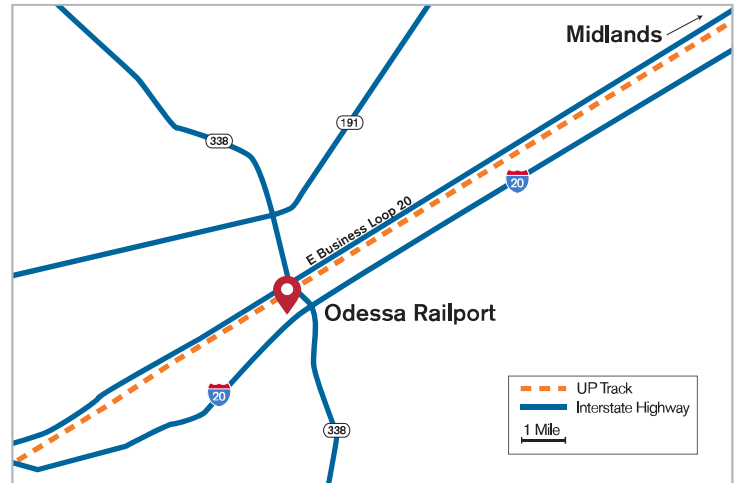 Midlands
191
338
20
E Business Loop 20
Odessa Railport
20
338
UP Track
Interstate Highway
1 Mile